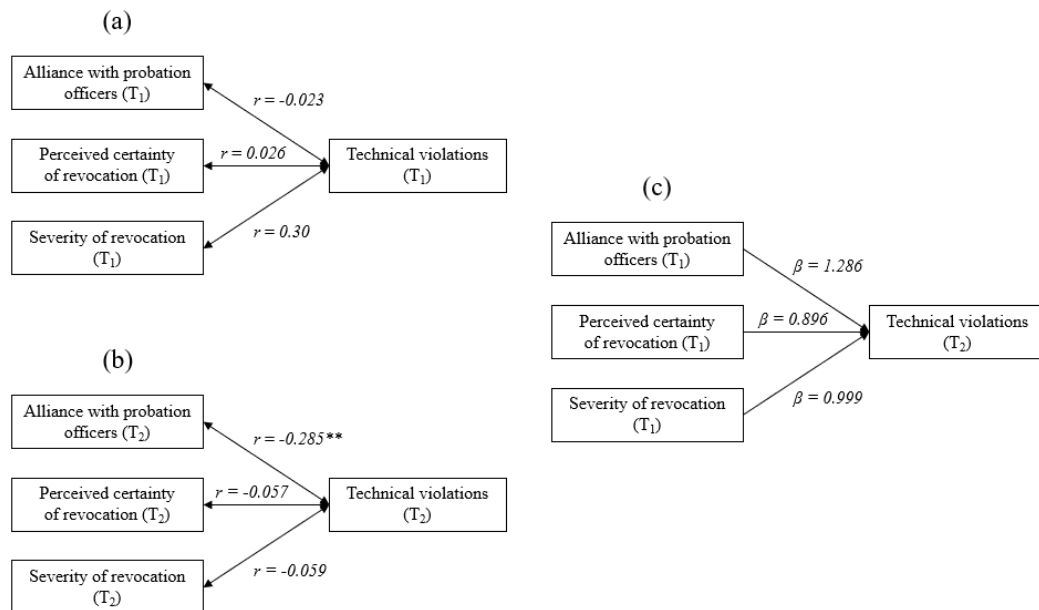 (a)
Alliance with probation
officers (T₁)
r = -0.023
Perceived certainty
of revocation (T₁)
r = 0.026
Technical violations
(T₁)
Severity of revocation
(T₁)
r = 0.30
(b)
Alliance with probation
officers (T₂)
r = -0.285**
Perceived certainty
of revocation (T₂)
r = -0.057
Technical violations
(T₂)
Severity of revocation
(T₂)
r = -0.059
(c)
Alliance with probation
officers (T₁)
β = 1.286
Perceived certainty
of revocation (T₁)
β = 0.896
Technical violations
(T₂)
Severity of revocation
(T₁)
β = 0.999